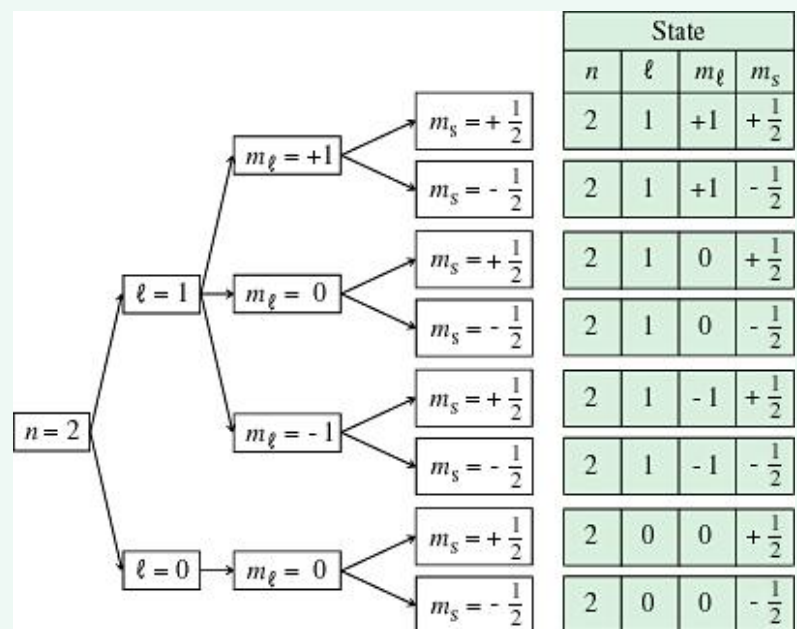 State
n ℓ mℓ ms
mℓ = +1 ms = + 1/2 2 1 +1 + 1/2
ms = - 1/2 2 1 +1 - 1/2
ℓ = 1 mℓ = 0 ms = + 1/2 2 1 0 + 1/2
ms = - 1/2 2 1 0 - 1/2
n = 2 mℓ = - 1 ms = + 1/2 2 1 - 1 + 1/2
ms = - 1/2 2 1 -1 - 1/2
ℓ = 0 mℓ = 0 ms = + 1/2 2 0 0 + 1/2
ms = - 1/2 2 0 0 - 1/2